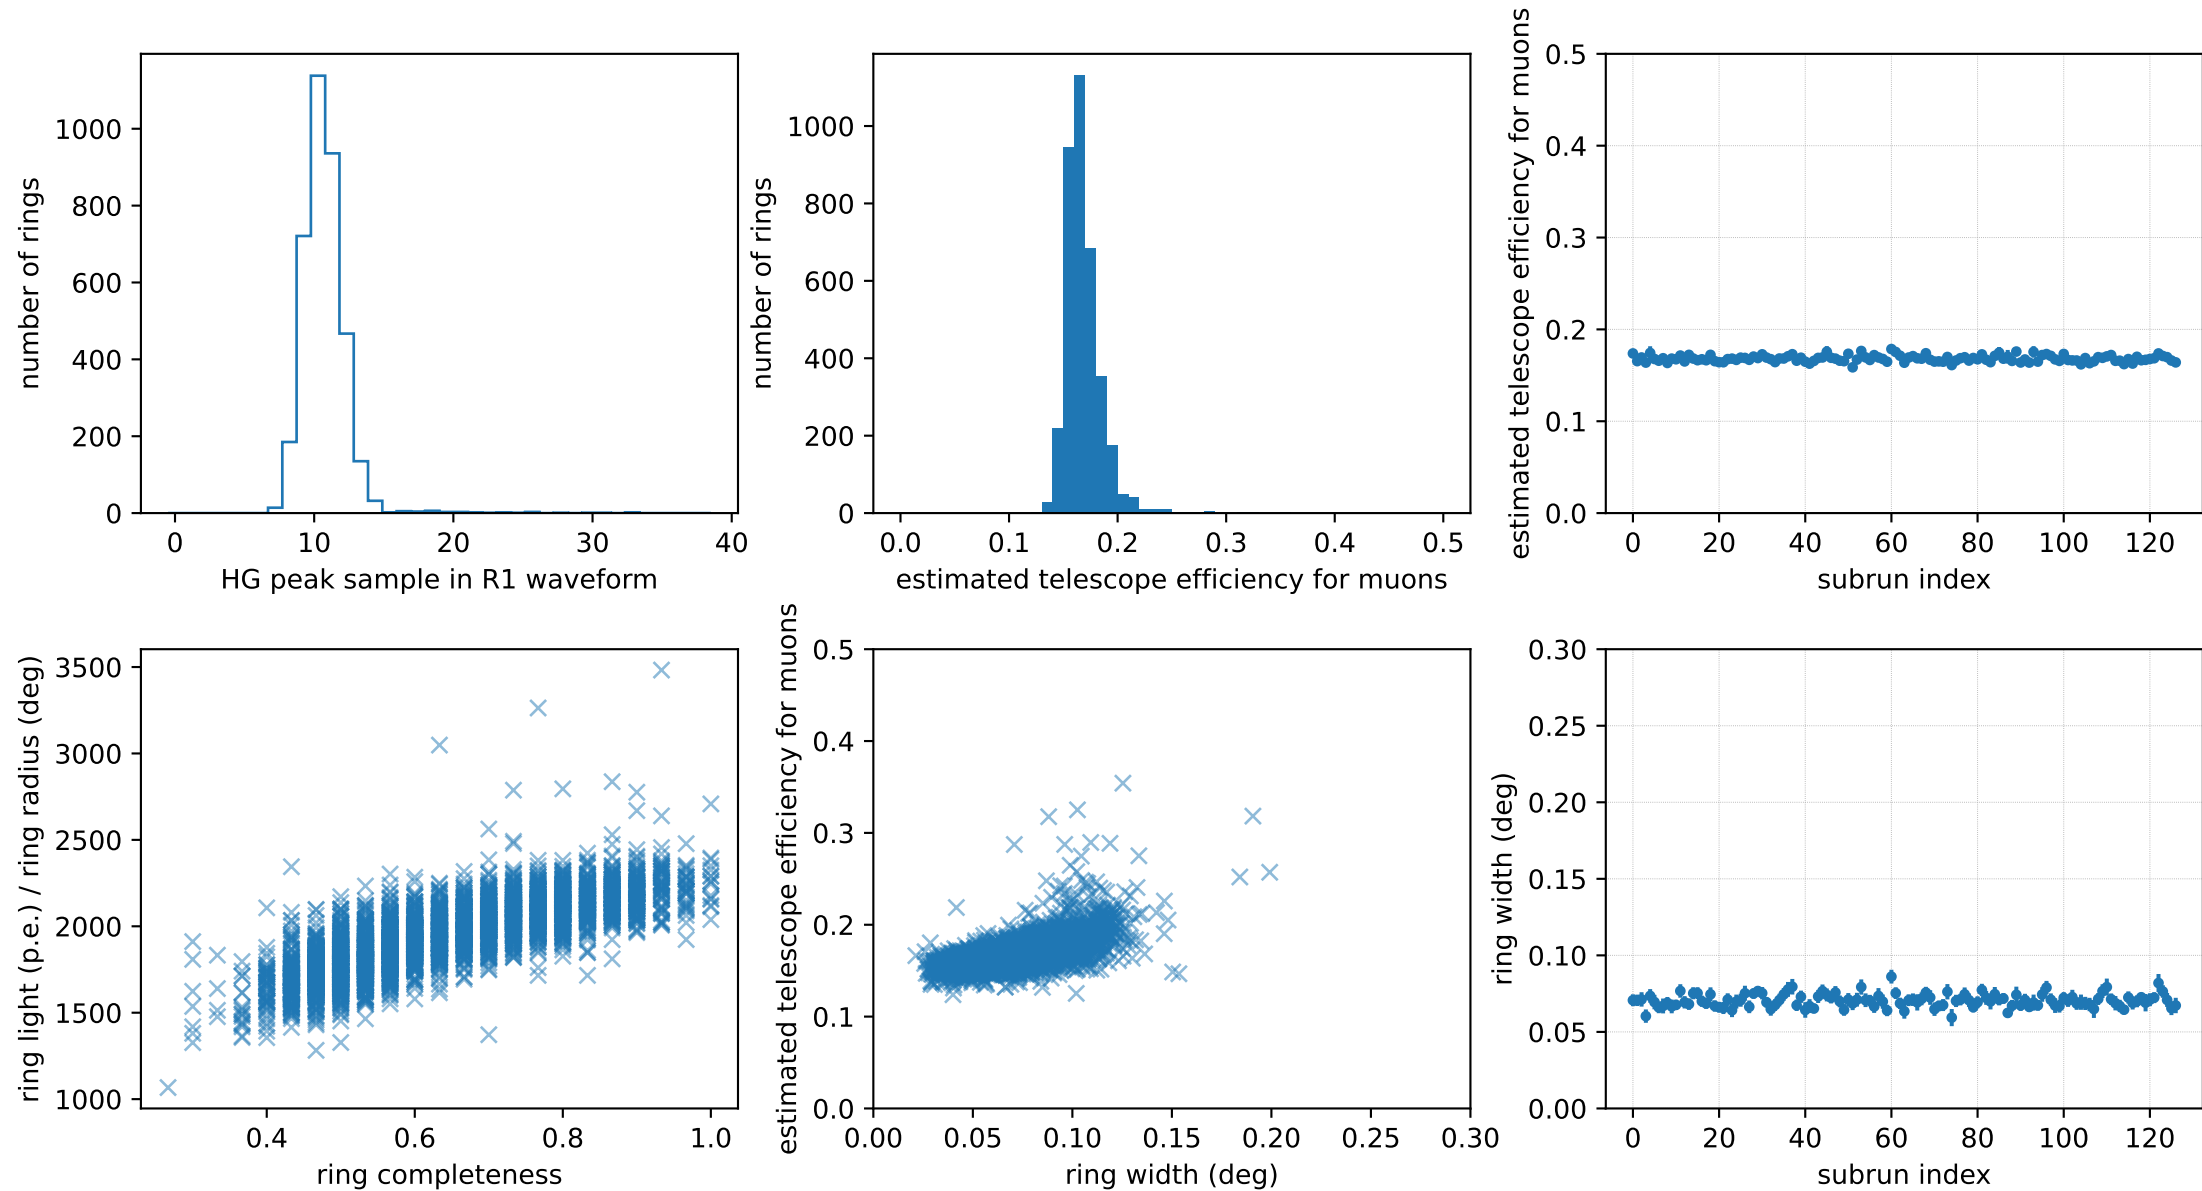 number of rings
1000
800
600
400
200
0
0 10 20 30 40
HG peak sample in R1 waveform
number of rings
1000
800
600
400
200
0
0.0 0.1 0.2 0.3 0.4 0.5
estimated telescope efficiency for muons
estimated telescope efficiency for muons
0.5
0.4
0.3
0.2
0.1
0.0
0 20 40 60 80 100 120
subrun index
ring light (p.e.) / ring radius (deg)
3500
3000
2500
2000
1500
1000
0.4 0.6 0.8 1.0
ring completeness
estimated telescope efficiency for muons
0.5
0.4
0.3
0.2
0.1
0.0
0.00 0.05 0.10 0.15 0.20 0.25 0.30
ring width (deg)
ring width (deg)
0.30
0.25
0.20
0.15
0.10
0.05
0.00
0 20 40 60 80 100 120
subrun index